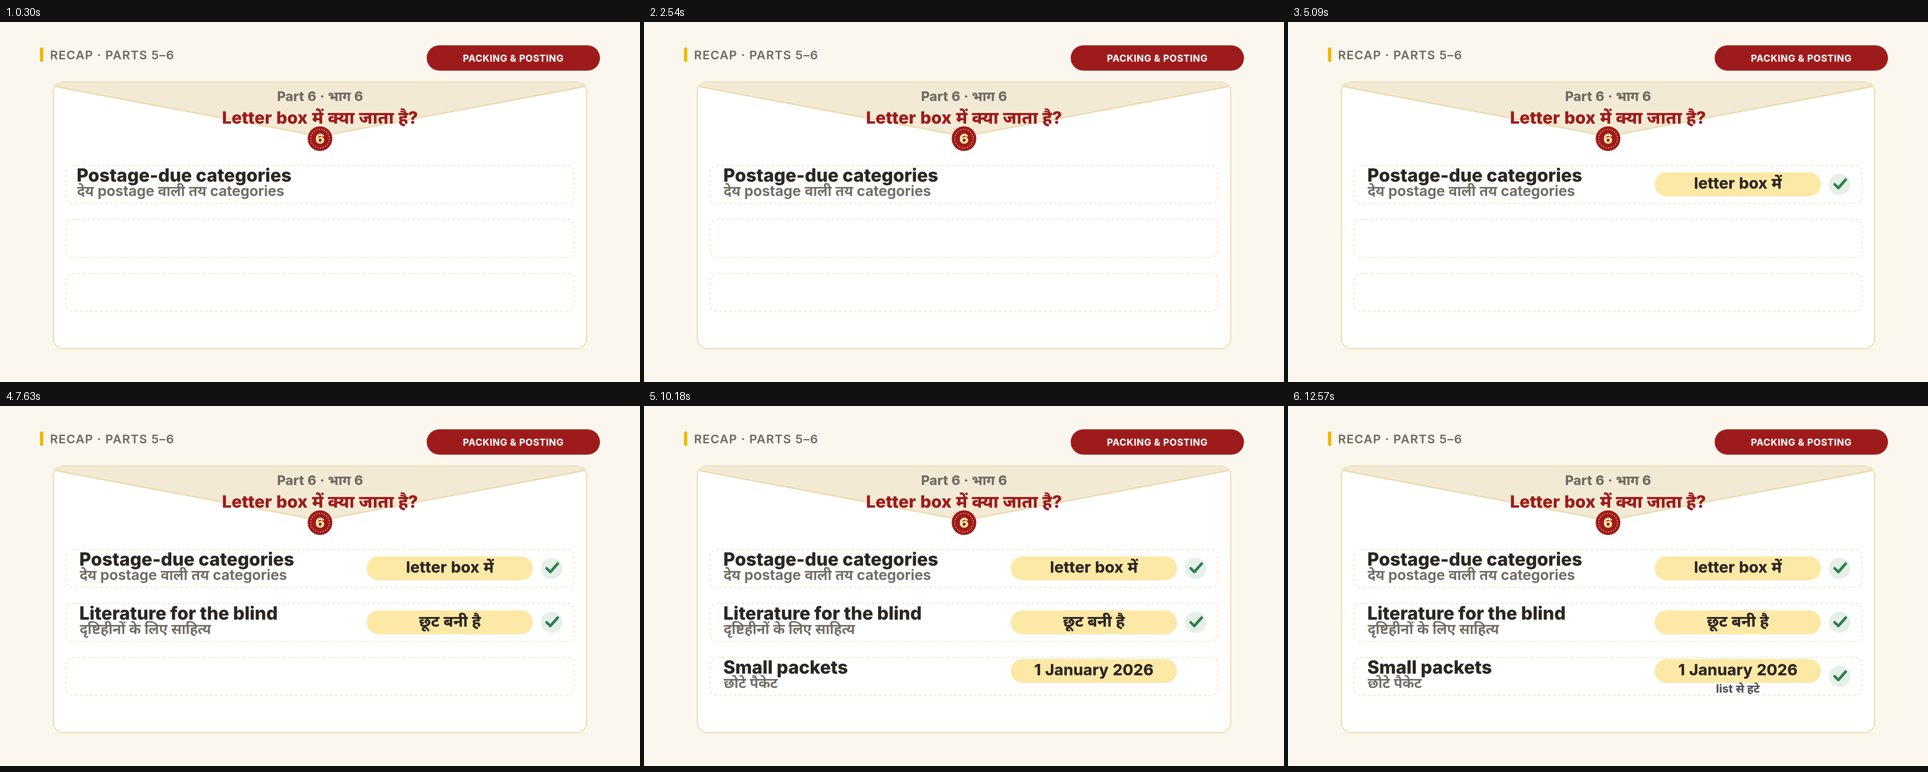 1. 0.30s
RECAP · PARTS 5–6
PACKING & POSTING
Part 6 · भाग 6
Letter box में क्या जाता है?
6
Postage-due categories
देय postage वाली तय categories
2. 2.54s
RECAP · PARTS 5–6
PACKING & POSTING
Part 6 · भाग 6
Letter box में क्या जाता है?
6
Postage-due categories
देय postage वाली तय categories
3. 5.09s
RECAP · PARTS 5–6
PACKING & POSTING
Part 6 · भाग 6
Letter box में क्या जाता है?
6
Postage-due categories
देय postage वाली तय categories
letter box में
4. 7.63s
RECAP · PARTS 5–6
PACKING & POSTING
Part 6 · भाग 6
Letter box में क्या जाता है?
6
Postage-due categories
देय postage वाली तय categories
letter box में
Literature for the blind
दृष्टिहीनों के लिए साहित्य
छूट बनी है
5. 10.18s
RECAP · PARTS 5–6
PACKING & POSTING
Part 6 · भाग 6
Letter box में क्या जाता है?
6
Postage-due categories
देय postage वाली तय categories
letter box में
Literature for the blind
दृष्टिहीनों के लिए साहित्य
छूट बनी है
Small packets
छोटे पैकेट
1 January 2026
6. 12.57s
RECAP · PARTS 5–6
PACKING & POSTING
Part 6 · भाग 6
Letter box में क्या जाता है?
6
Postage-due categories
देय postage वाली तय categories
letter box में
Literature for the blind
दृष्टिहीनों के लिए साहित्य
छूट बनी है
Small packets
छोटे पैकेट
1 January 2026
list से हटे